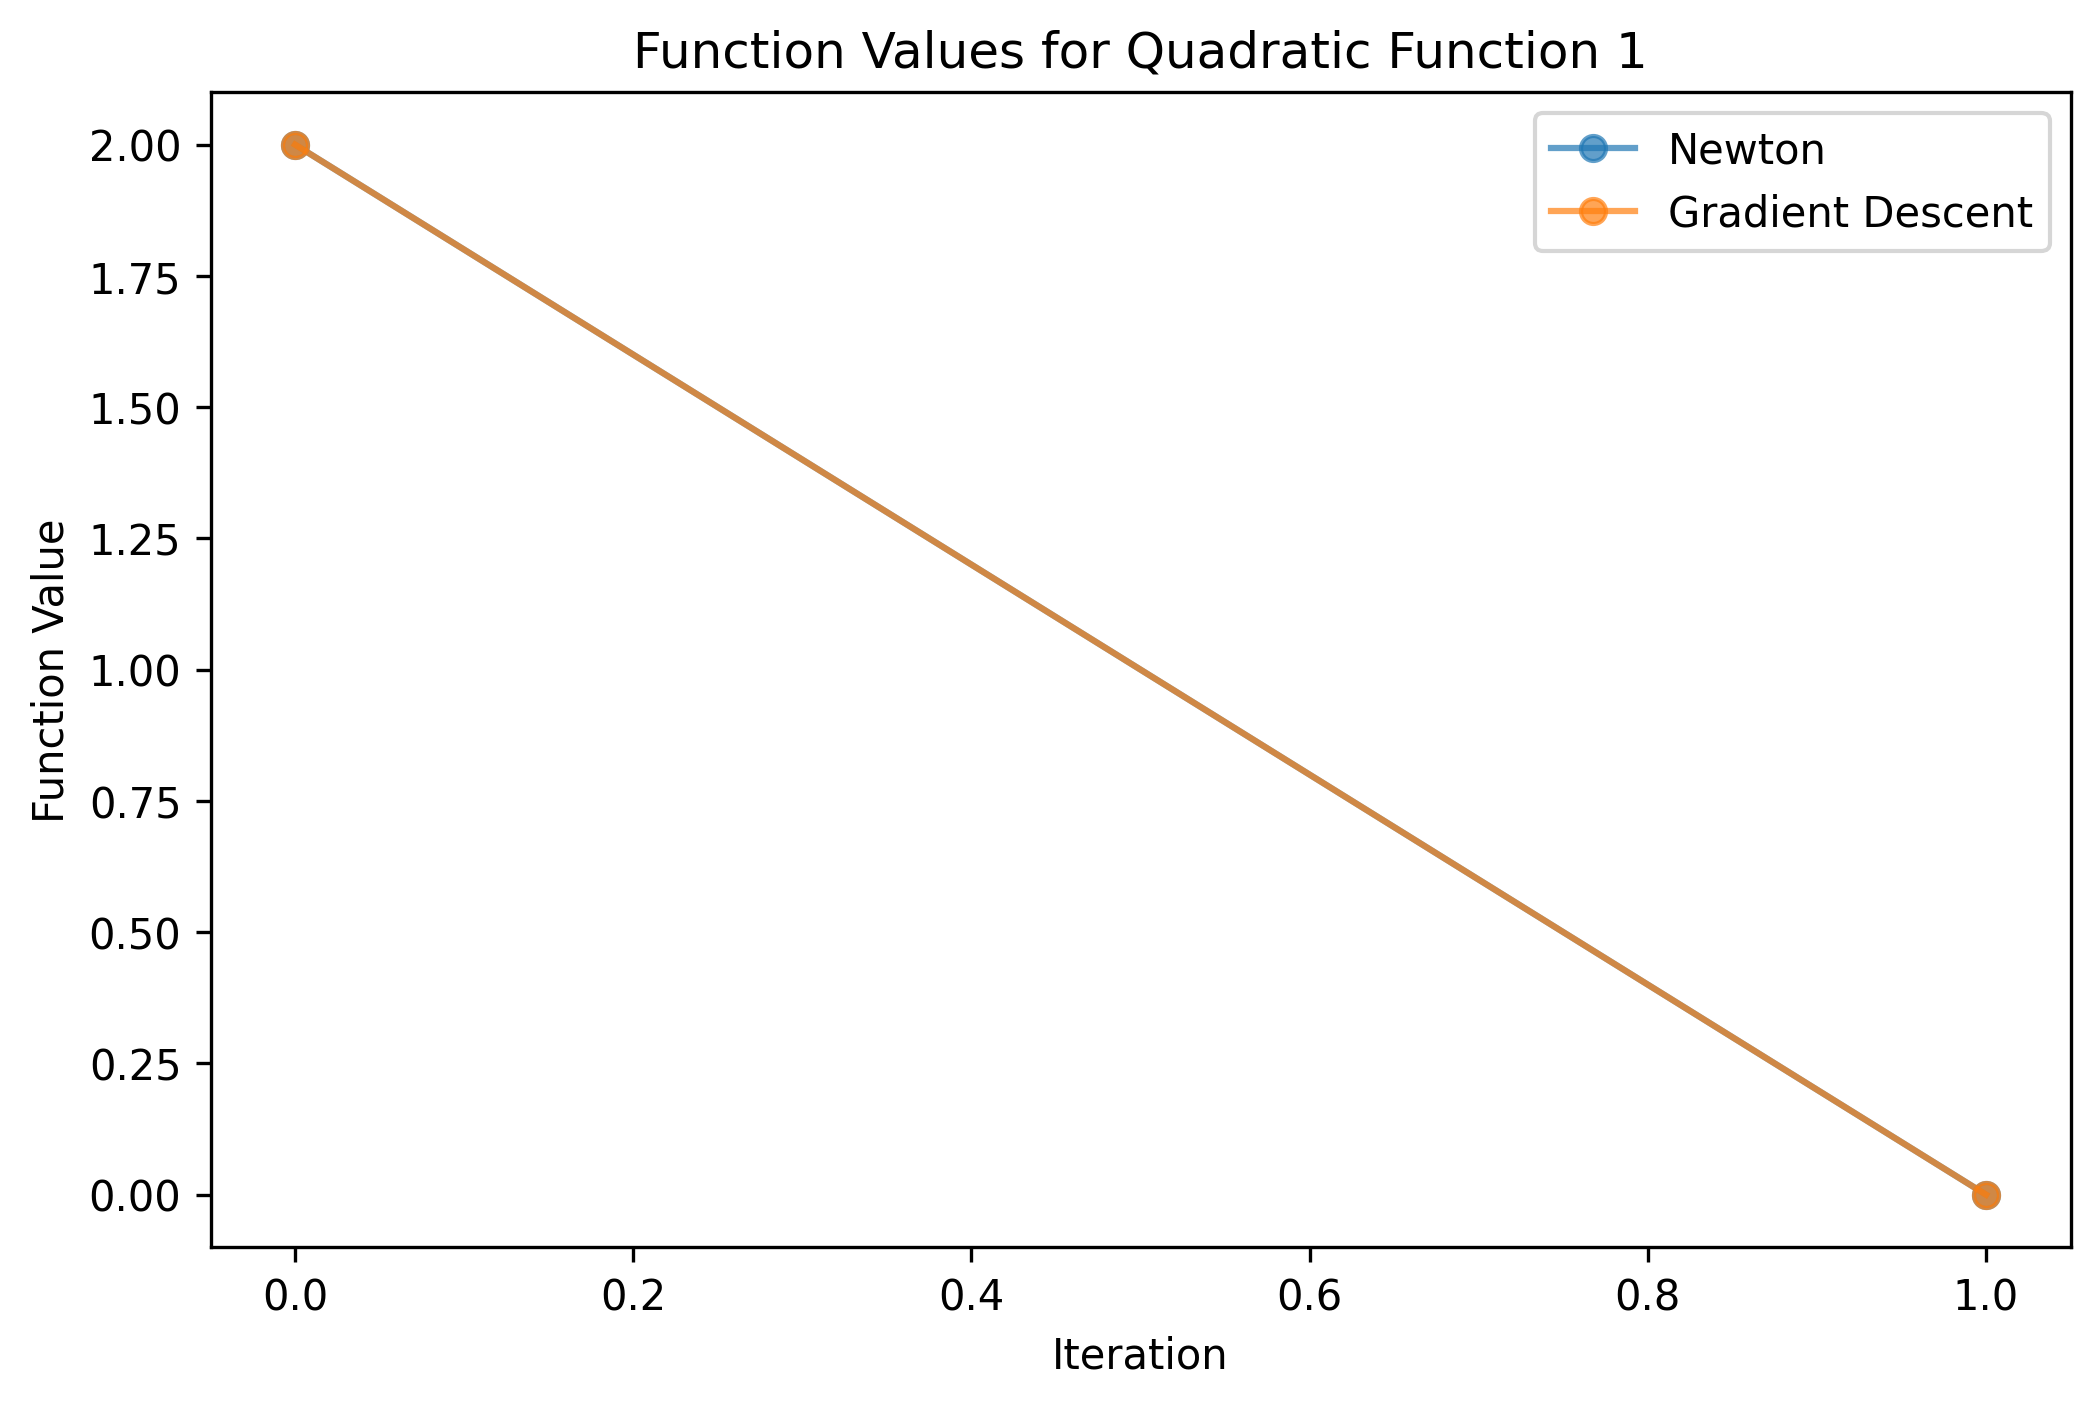 Function Values for Quadratic Function 1
Newton
Gradient Descent
2.00
1.75
1.50
1.25
1.00
0.75
0.50
0.25
0.00
Function Value
0.0 0.2 0.4 0.6 0.8 1.0
Iteration